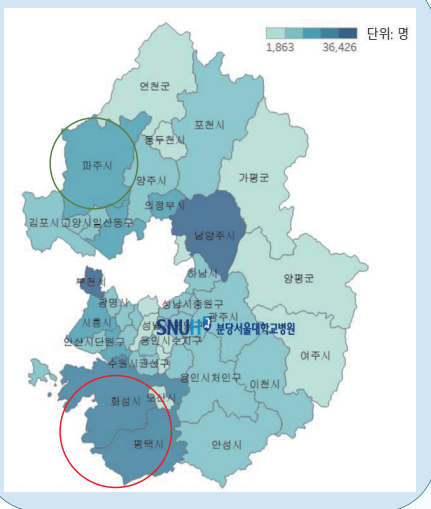 단위: 명
1,863 36,426
연천군
포천시
동두천시
파주시
가평군
양주시
의정부시
김포시고양시일산동구
남양주시
하남시
양평군
부천시
광명시
성남시중원구
광주시
시흥시
SNUH 분당서울대학교병원
안산시단원구
용인시수지구
여주시
수원시권선구
용인시처인구
이천시
화성시
오산시
평택시
안성시